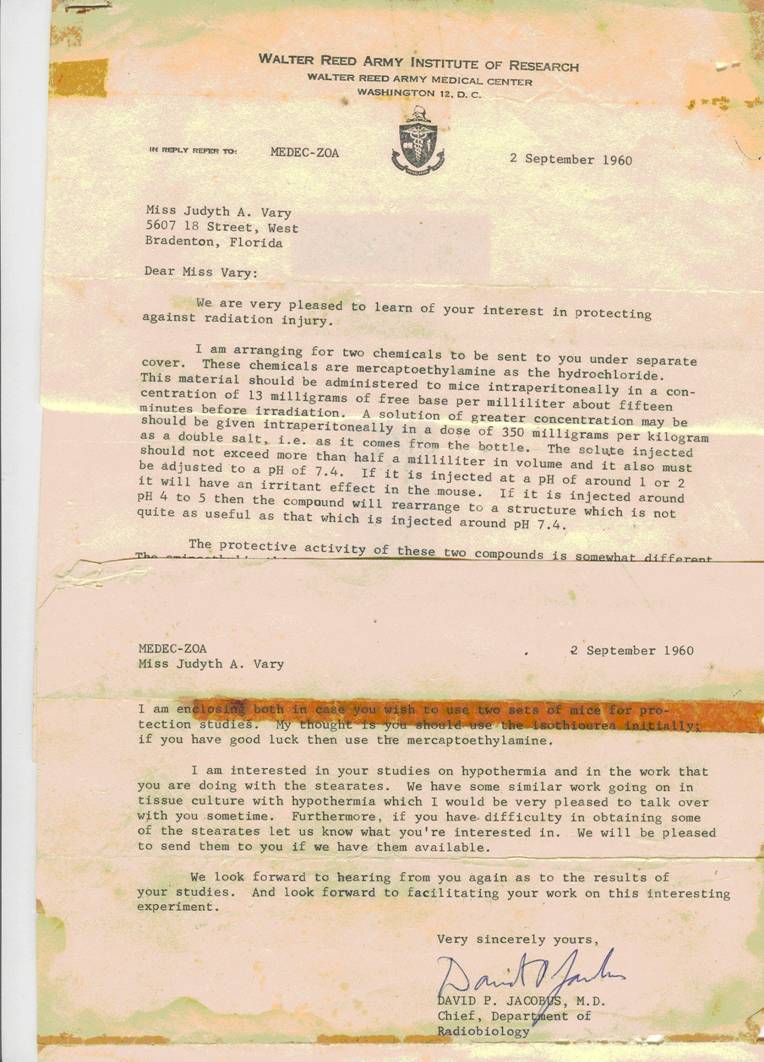 WALTER REED ARMY INSTITUTE OF RESEARCH
WALTER REED ARMY MEDICAL CENTER
WASHINGTON 12, D. C.
IN REPLY REFER TO: MEDEC-ZOA
2 September 1960
Miss Judyth A. Vary
5607 18 Street, West
Bradenton, Florida
Dear Miss Vary:
We are very pleased to learn of your interest in protecting
against radiation injury.
I am arranging for two chemicals to be sent to you under separate
cover. These chemicals are mercaptoethylamine as the hydrochloride.
This material should be administered to mice intraperitoneally in a con-
centration of 13 milligrams of free base per milliliter about fifteen
minutes before irradiation. A solution of greater concentration may be
should be given intraperitoneally in a dose of 350 milligrams per kilogram
as a double salt, i.e. as it comes from the bottle. The solute injected
should not exceed more than half a milliliter in volume and it also must
be adjusted to a pH of 7.4. If it is injected at a pH of around 1 or 2
it will have an irritant effect in the mouse. If it is injected around
pH 4 to 5 then the compound will rearrange to a structure which is not
quite as useful as that which is injected around pH 7.4.
The protective activity of these two compounds is somewhat different
The
MEDEC-ZOA 2 September 1960
Miss Judyth A. Vary
I am enclosing both in case you wish to use two sets of mice for pro-
tection studies. My thought is you should use the isothiourea initially;
if you have good luck then use the mercaptoethylamine.
I am interested in your studies on hypothermia and in the work that
you are doing with the stearates. We have some similar work going on in
tissue culture with hypothermia which I would be very pleased to talk over
with you sometime. Furthermore, if you have difficulty in obtaining some
of the stearates let us know what you're interested in. We will be pleased
to send them to you if we have them available.
We look forward to hearing from you again as to the results of
your studies. And look forward to facilitating your work on this interesting
experiment.
Very sincerely yours,
David P Jacobus
DAVID P. JACOBUS, M.D.
Chief, Department of
Radiobiology